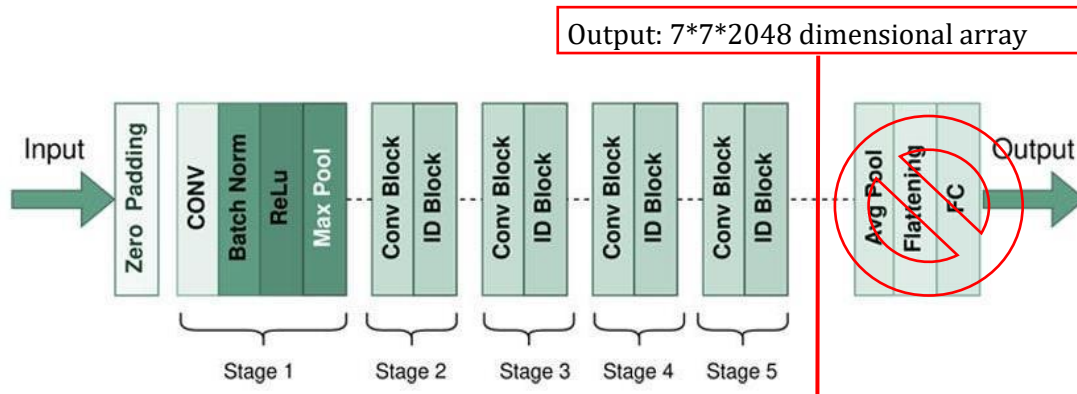 Output: 7*7*2048 dimensional array
Input
Zero Padding
CONV
Batch Norm
ReLu
Max Pool
Conv Block
ID Block
Conv Block
ID Block
Conv Block
ID Block
Conv Block
ID Block
Avg Pool
Flattening
FC
Output
Stage 1
Stage 2
Stage 3
Stage 4
Stage 5